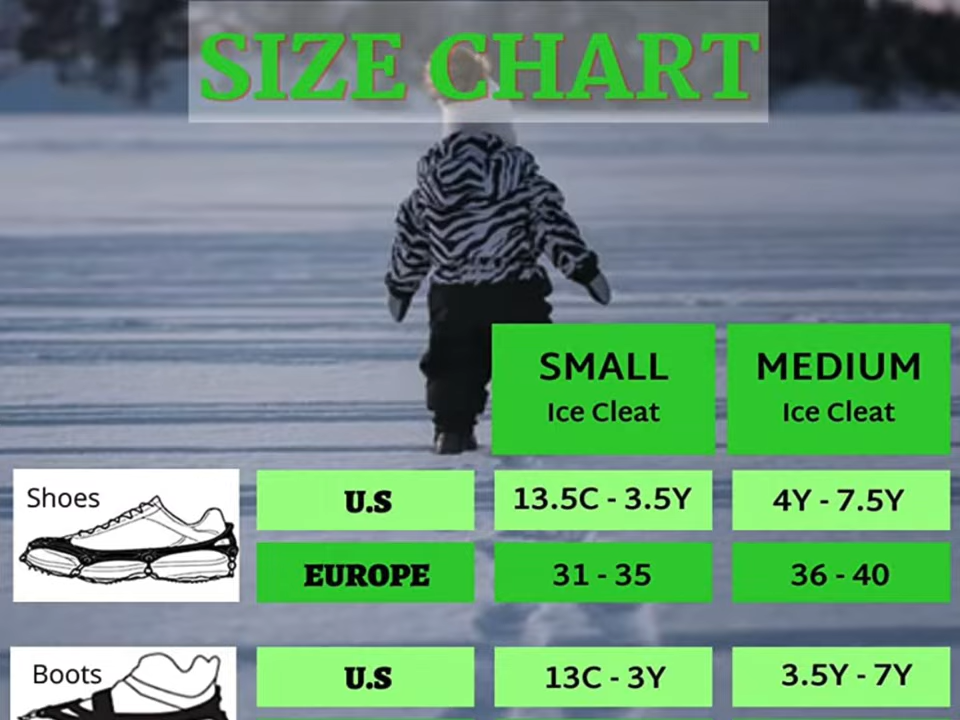 SIZE CHART
SMALL
Ice Cleat
MEDIUM
Ice Cleat
Shoes
U.S
13.5C - 3.5Y
4Y - 7.5Y
EUROPE
31 - 35
36 - 40
Boots
U.S
13C - 3Y
3.5Y - 7Y